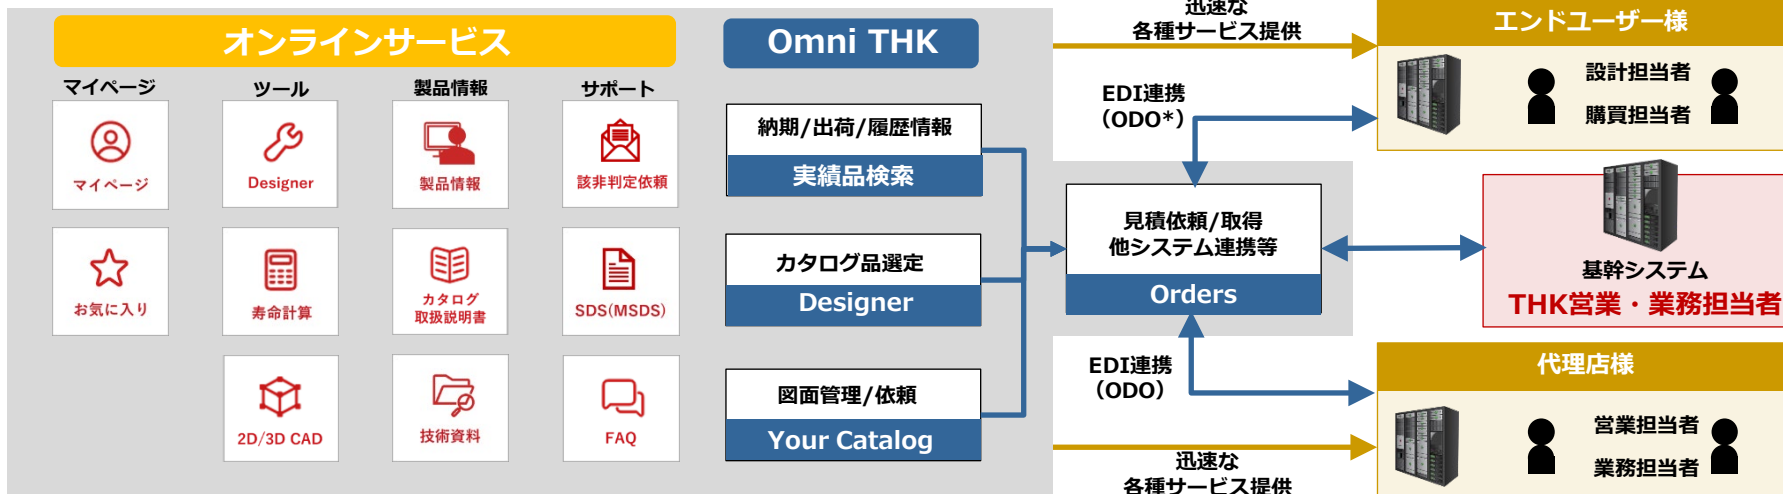 オンラインサービス
マイページ
ツール
製品情報
サポート
マイページ
Designer
製品情報
該非判定依頼
お気に入り
寿命計算
カタログ
取扱説明書
SDS(MSDS)
2D/3D CAD
技術資料
FAQ
Omni THK
納期/出荷/履歴情報
実績品検索
カタログ品選定
Designer
図面管理/依頼
Your Catalog
迅速な
各種サービス提供
EDI連携
（ODO*）
見積依頼/取得
他システム連携等
Orders
EDI連携
（ODO）
迅速な
各種サービス提供
エンドユーザー様
設計担当者
購買担当者
基幹システム
THK営業・業務担当者
代理店様
営業担当者
業務担当者